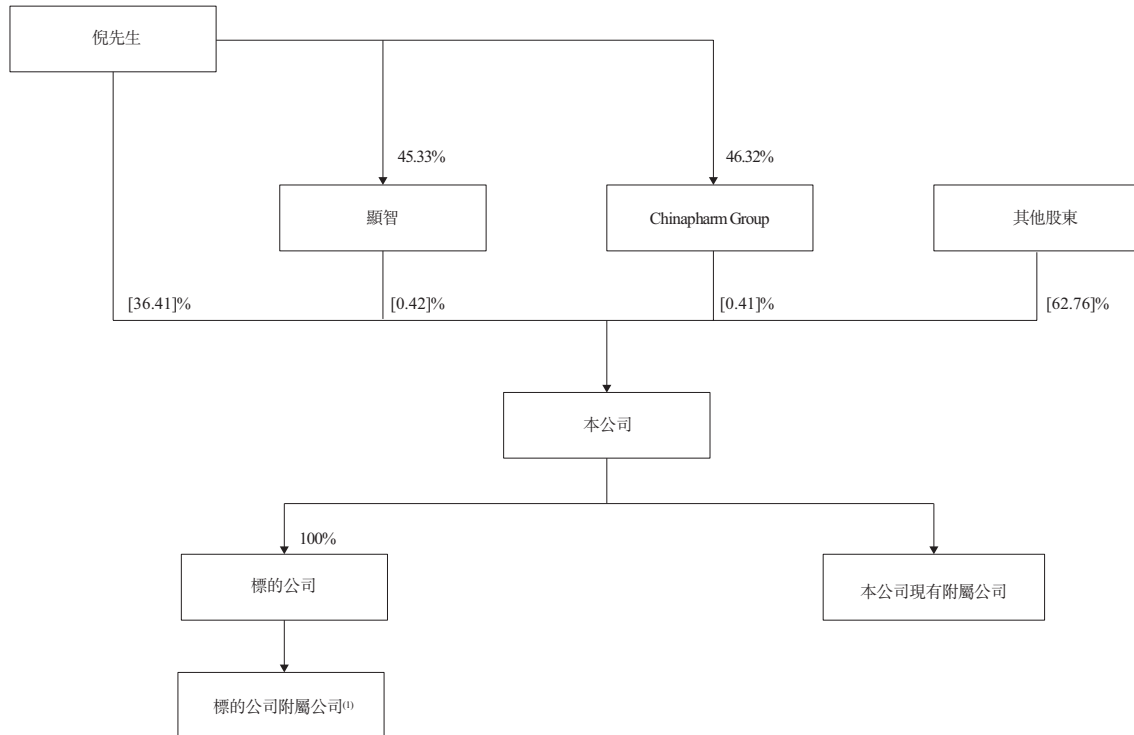 倪先生
45.33%
46.32%
顯智
Chinapharm Group
其他股東
[36.41]%
[0.42]%
[0.41]%
[62.76]%
本公司
100%
標的公司
本公司現有附屬公司
標的公司附屬公司(1)